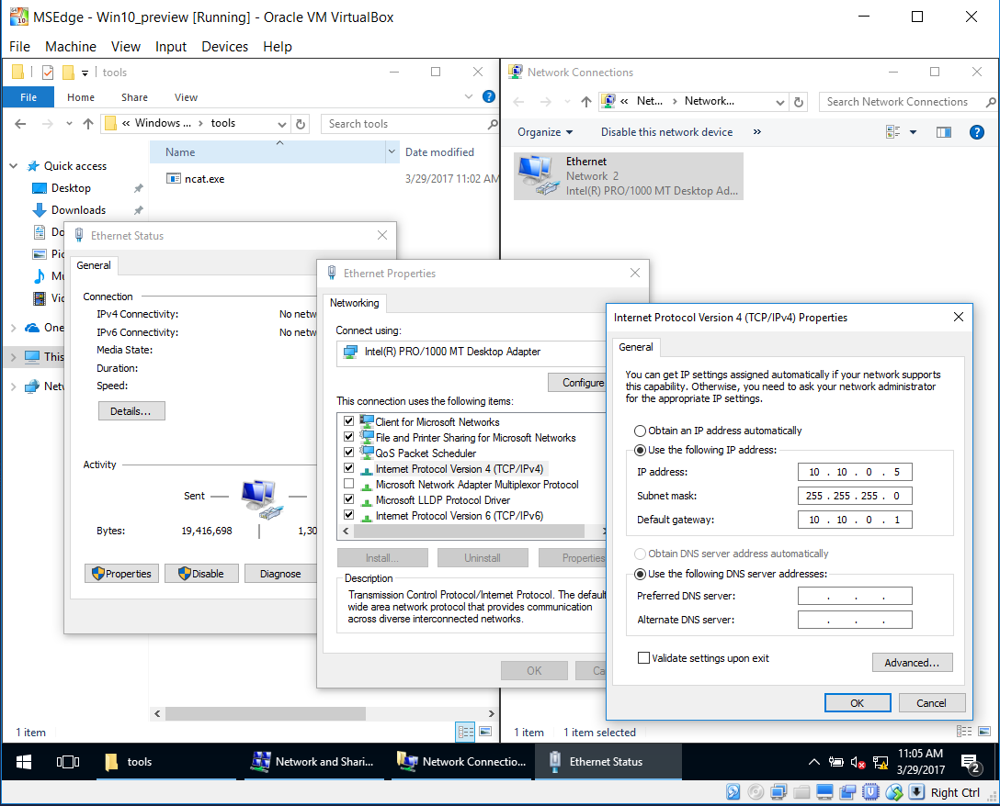 MSEdge - Win10_preview [Running] - Oracle VM VirtualBox
File Machine View Input Devices Help
tools
File Home Share View
« Windows ... > tools
Search tools
Name Date modified
ncat.exe 3/29/2017 11:02 AM
Quick access
Desktop
Downloads
Do
Pic
Mu
Vic
One
This
Netw
1 item
Network Connections
« Net... > Network...
Search Network Connections
Organize Disable this network device »
Ethernet
Network 2
Intel(R) PRO/1000 MT Desktop Ad...
1 item 1 item selected
Ethernet Status
General
Connection
IPv4 Connectivity: No netw
IPv6 Connectivity: No netw
Media State:
Duration:
Speed:
Details...
Activity
Sent
Bytes: 19,416,698 1,30
Properties Disable Diagnose
Ethernet Properties
Networking
Connect using:
Intel(R) PRO/1000 MT Desktop Adapter
Configure
This connection uses the following items:
Client for Microsoft Networks
File and Printer Sharing for Microsoft Networks
QoS Packet Scheduler
Internet Protocol Version 4 (TCP/IPv4)
Microsoft Network Adapter Multiplexor Protocol
Microsoft LLDP Protocol Driver
Internet Protocol Version 6 (TCP/IPv6)
Install... Uninstall Properties
Description
Transmission Control Protocol/Internet Protocol. The default
wide area network protocol that provides communication
across diverse interconnected networks.
OK Ca
Internet Protocol Version 4 (TCP/IPv4) Properties
General
You can get IP settings assigned automatically if your network supports
this capability. Otherwise, you need to ask your network administrator
for the appropriate IP settings.
Obtain an IP address automatically
Use the following IP address:
IP address: 10 . 10 . 0 . 5
Subnet mask: 255 . 255 . 255 . 0
Default gateway: 10 . 10 . 0 . 1
Obtain DNS server address automatically
Use the following DNS server addresses:
Preferred DNS server: . . .
Alternate DNS server: . . .
Validate settings upon exit
Advanced...
OK Cancel
tools
Network and Shari...
Network Connectio...
Ethernet Status
11:05 AM
3/29/2017
2
Right Ctrl